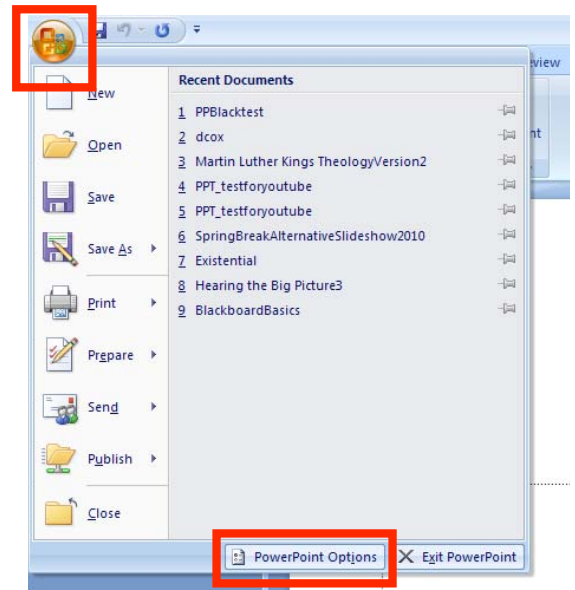 view
Recent Documents
New
1 PPBlacktest
2 dcox
nt
Open
3 Martin Luther Kings TheologyVersion2
4 PPT_testforyoutube
Save
5 PPT_testforyoutube
6 SpringBreakAlternativeSlideshow2010
Save As
7 Existential
8 Hearing the Big Picture3
Print
9 BlackboardBasics
Prepare
Send
Publish
Close
PowerPoint Options
Exit PowerPoint